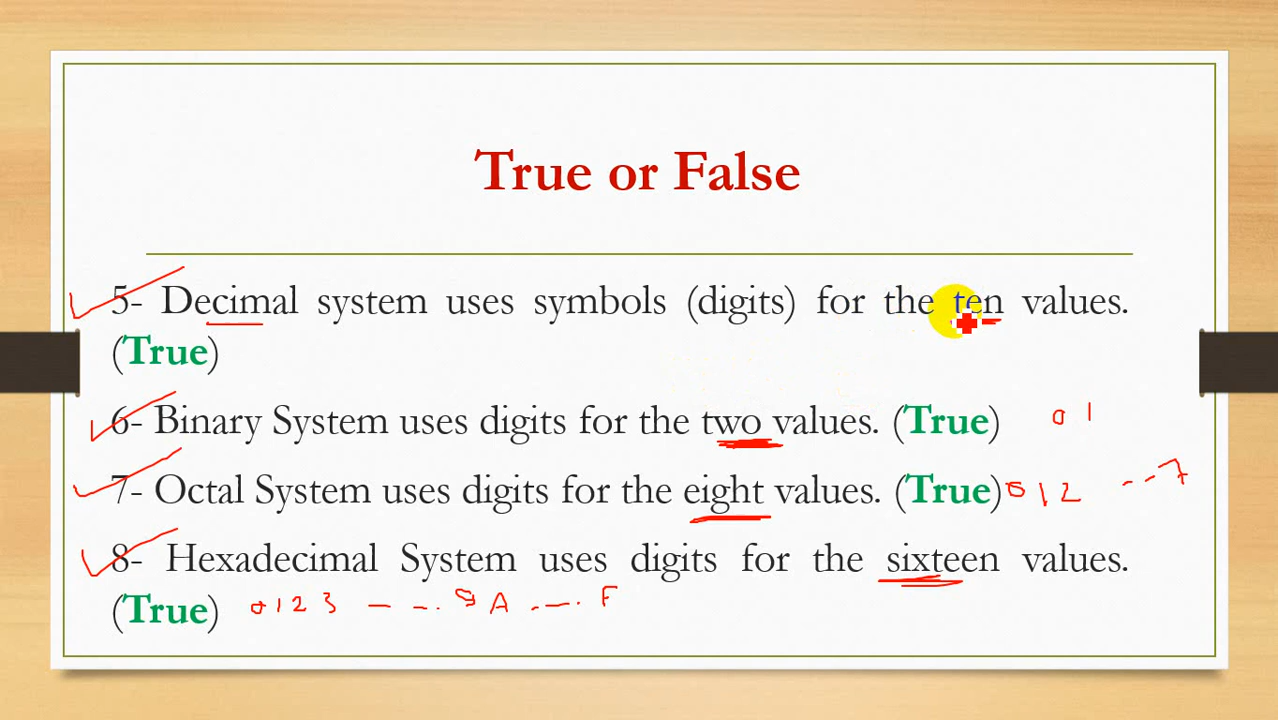 True or False
5- Decimal system uses symbols (digits) for the ten values.
(True)
6- Binary System uses digits for the two values. (True) 0 1
7- Octal System uses digits for the eight values. (True) 0 1 2 - - 7
8- Hexadecimal System uses digits for the sixteen values.
(True) 0 1 2 3 - - . 9 A - - . F